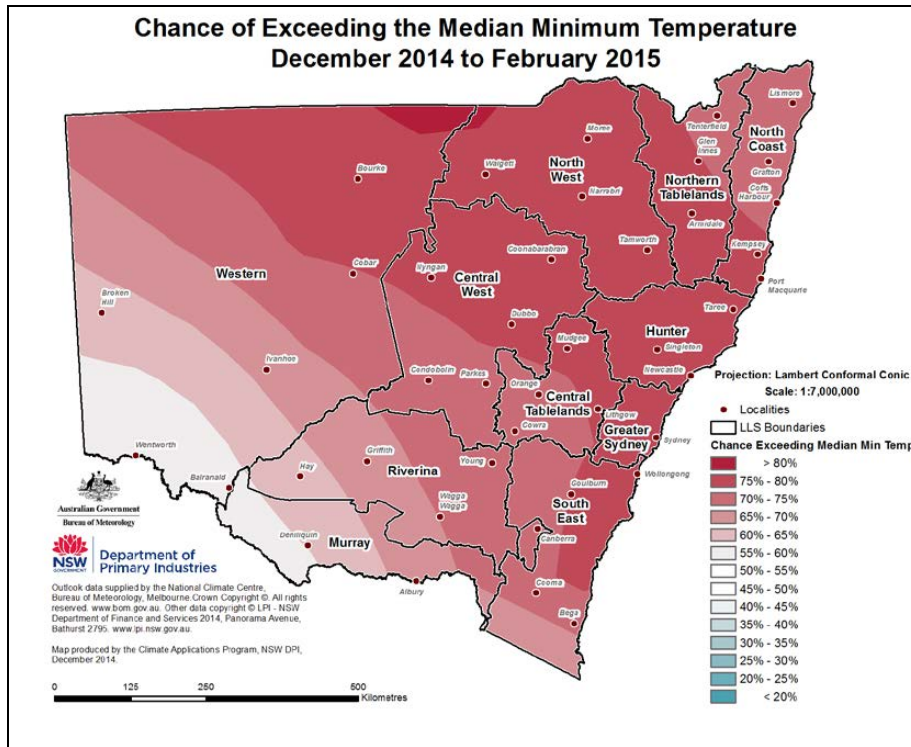 Chance of Exceeding the Median Minimum Temperature
December 2014 to February 2015
Lismore
Tenterfield
North
Coast
Moree
Glen
Innes
Grafton
Bourke
Walgett
North
West
Northern
Tablelands
Coffs
Harbour
Narrabri
Armidale
Kempsey
Tamworth
Coonabarabran
Western
Cobar
Nyngan
Central
West
Port
Macquarie
Broken
Hill
Taree
Dubbo
Hunter
Mudgee
Singleton
Ivanhoe
Newcastle
Condobolin
Parkes
Orange
Central
Tablelands
Lithgow
Greater
Sydney
Sydney
Cowra
Wentworth
Griffith
Young
Wollongong
Hay
Riverina
Balranald
Goulburn
South
East
Wagga
Wagga
Canberra
Deniliquin
Murray
Albury
Cooma
Bega
Projection: Lambert Conformal Conic
Scale: 1:7,000,000
Localities
LLS Boundaries
Chance Exceeding Median Min Temp
> 80%
75% - 80%
70% - 75%
65% - 70%
60% - 65%
55% - 60%
50% - 55%
45% - 50%
40% - 45%
35% - 40%
30% - 35%
25% - 30%
20% - 25%
< 20%
Australian Government
Bureau of Meteorology
NSW
GOVERNMENT
Department of
Primary Industries
Outlook data supplied by the National Climate Centre,
Bureau of Meteorology, Melbourne.Crown Copyright ©. All rights
reserved. www.bom.gov.au. Other data copyright © LPI - NSW
Department of Finance and Services 2014, Panorama Avenue,
Bathurst 2795. www.lpi.nsw.gov.au.
Map produced by the Climate Applications Program, NSW DPI,
December 2014.
0 125 250 500
Kilometres